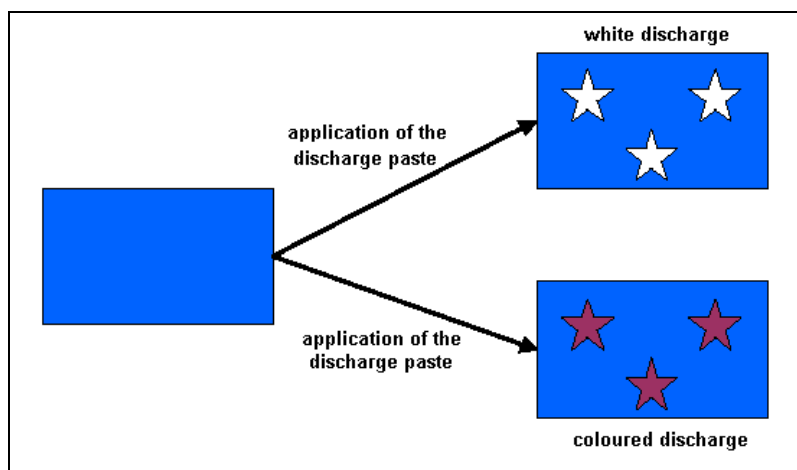 white discharge
application of the
discharge paste
application of the
discharge paste
coloured discharge